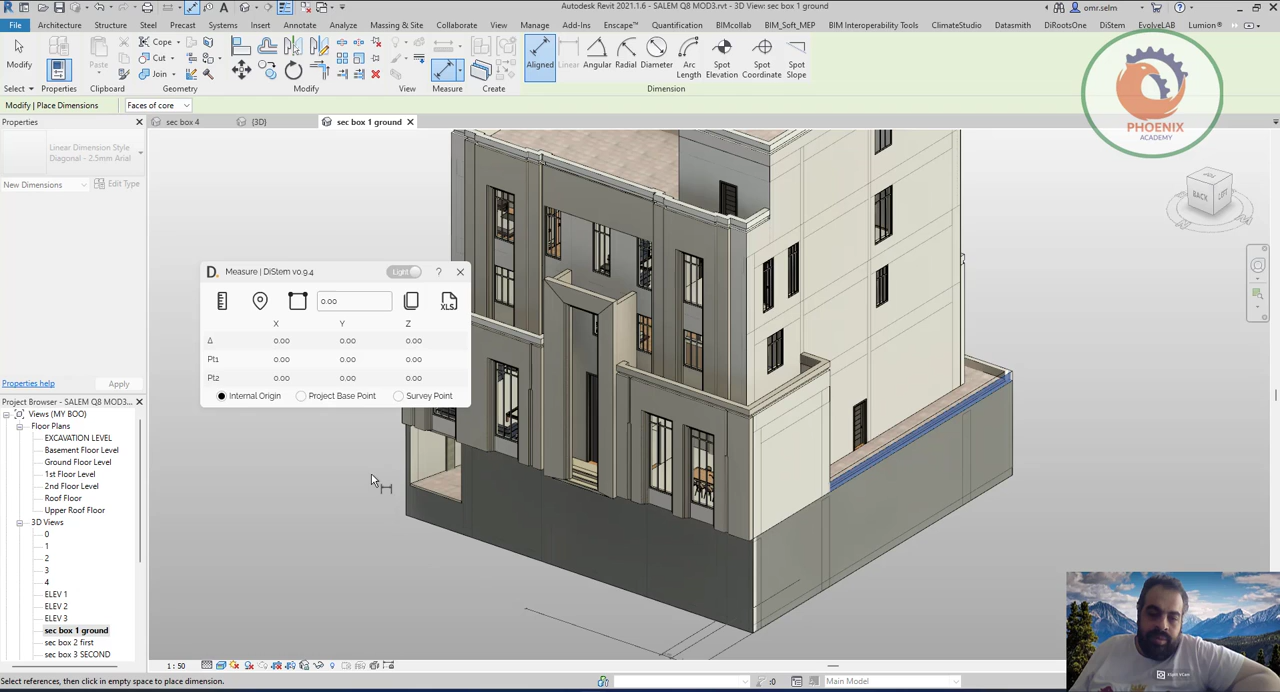 Autodesk Revit 2021.1.6 - SALEM Q8 MOD3.rvt - 3D View: sec box 1 ground
omr.selm
File
Architecture
Structure
Steel
Precast
Systems
Insert
Annotate
Analyze
Massing & Site
Collaborate
View
Manage
Add-Ins
Enscape™
Quantification
BIMcollab
BIM_Soft_MEP
BIM Interoperability Tools
ClimateStudio
Datasmith
DiRootsOne
DiStem
EvolveLAB
Lumion®
Modify
Properties
Paste
Cope
Cut
Join
Aligned
Linear
Angular
Radial
Diameter
Arc
Length
Spot
Elevation
Spot
Coordinate
Spot
Slope
Select
Properties
Clipboard
Geometry
Modify
View
Measure
Create
Dimension
PHOENIX
ACADEMY
Modify | Place Dimensions
Faces of core
Properties
sec box 4
{3D}
sec box 1 ground
Linear Dimension Style
Diagonal - 2.5mm Arial
New Dimensions
Edit Type
BACK
LEFT
D.
Measure | DiStem v0.9.4
Light
?
0.00
XLS
X Y Z
Δ 0.00 0.00 0.00
Pt1 0.00 0.00 0.00
Pt2 0.00 0.00 0.00
Internal Origin
Project Base Point
Survey Point
Properties help
Apply
Project Browser - SALEM Q8 MOD3...
Views (MY BOO)
Floor Plans
EXCAVATION LEVEL
Basement Floor Level
Ground Floor Level
1st Floor Level
2nd Floor Level
Roof Floor
Upper Roof Floor
3D Views
0
1
2
3
4
ELEV 1
ELEV 2
ELEV 3
sec box 1 ground
sec box 2 first
sec box 3 SECOND
1 : 50
Select references, then click in empty space to place dimension.
:0
Main Model